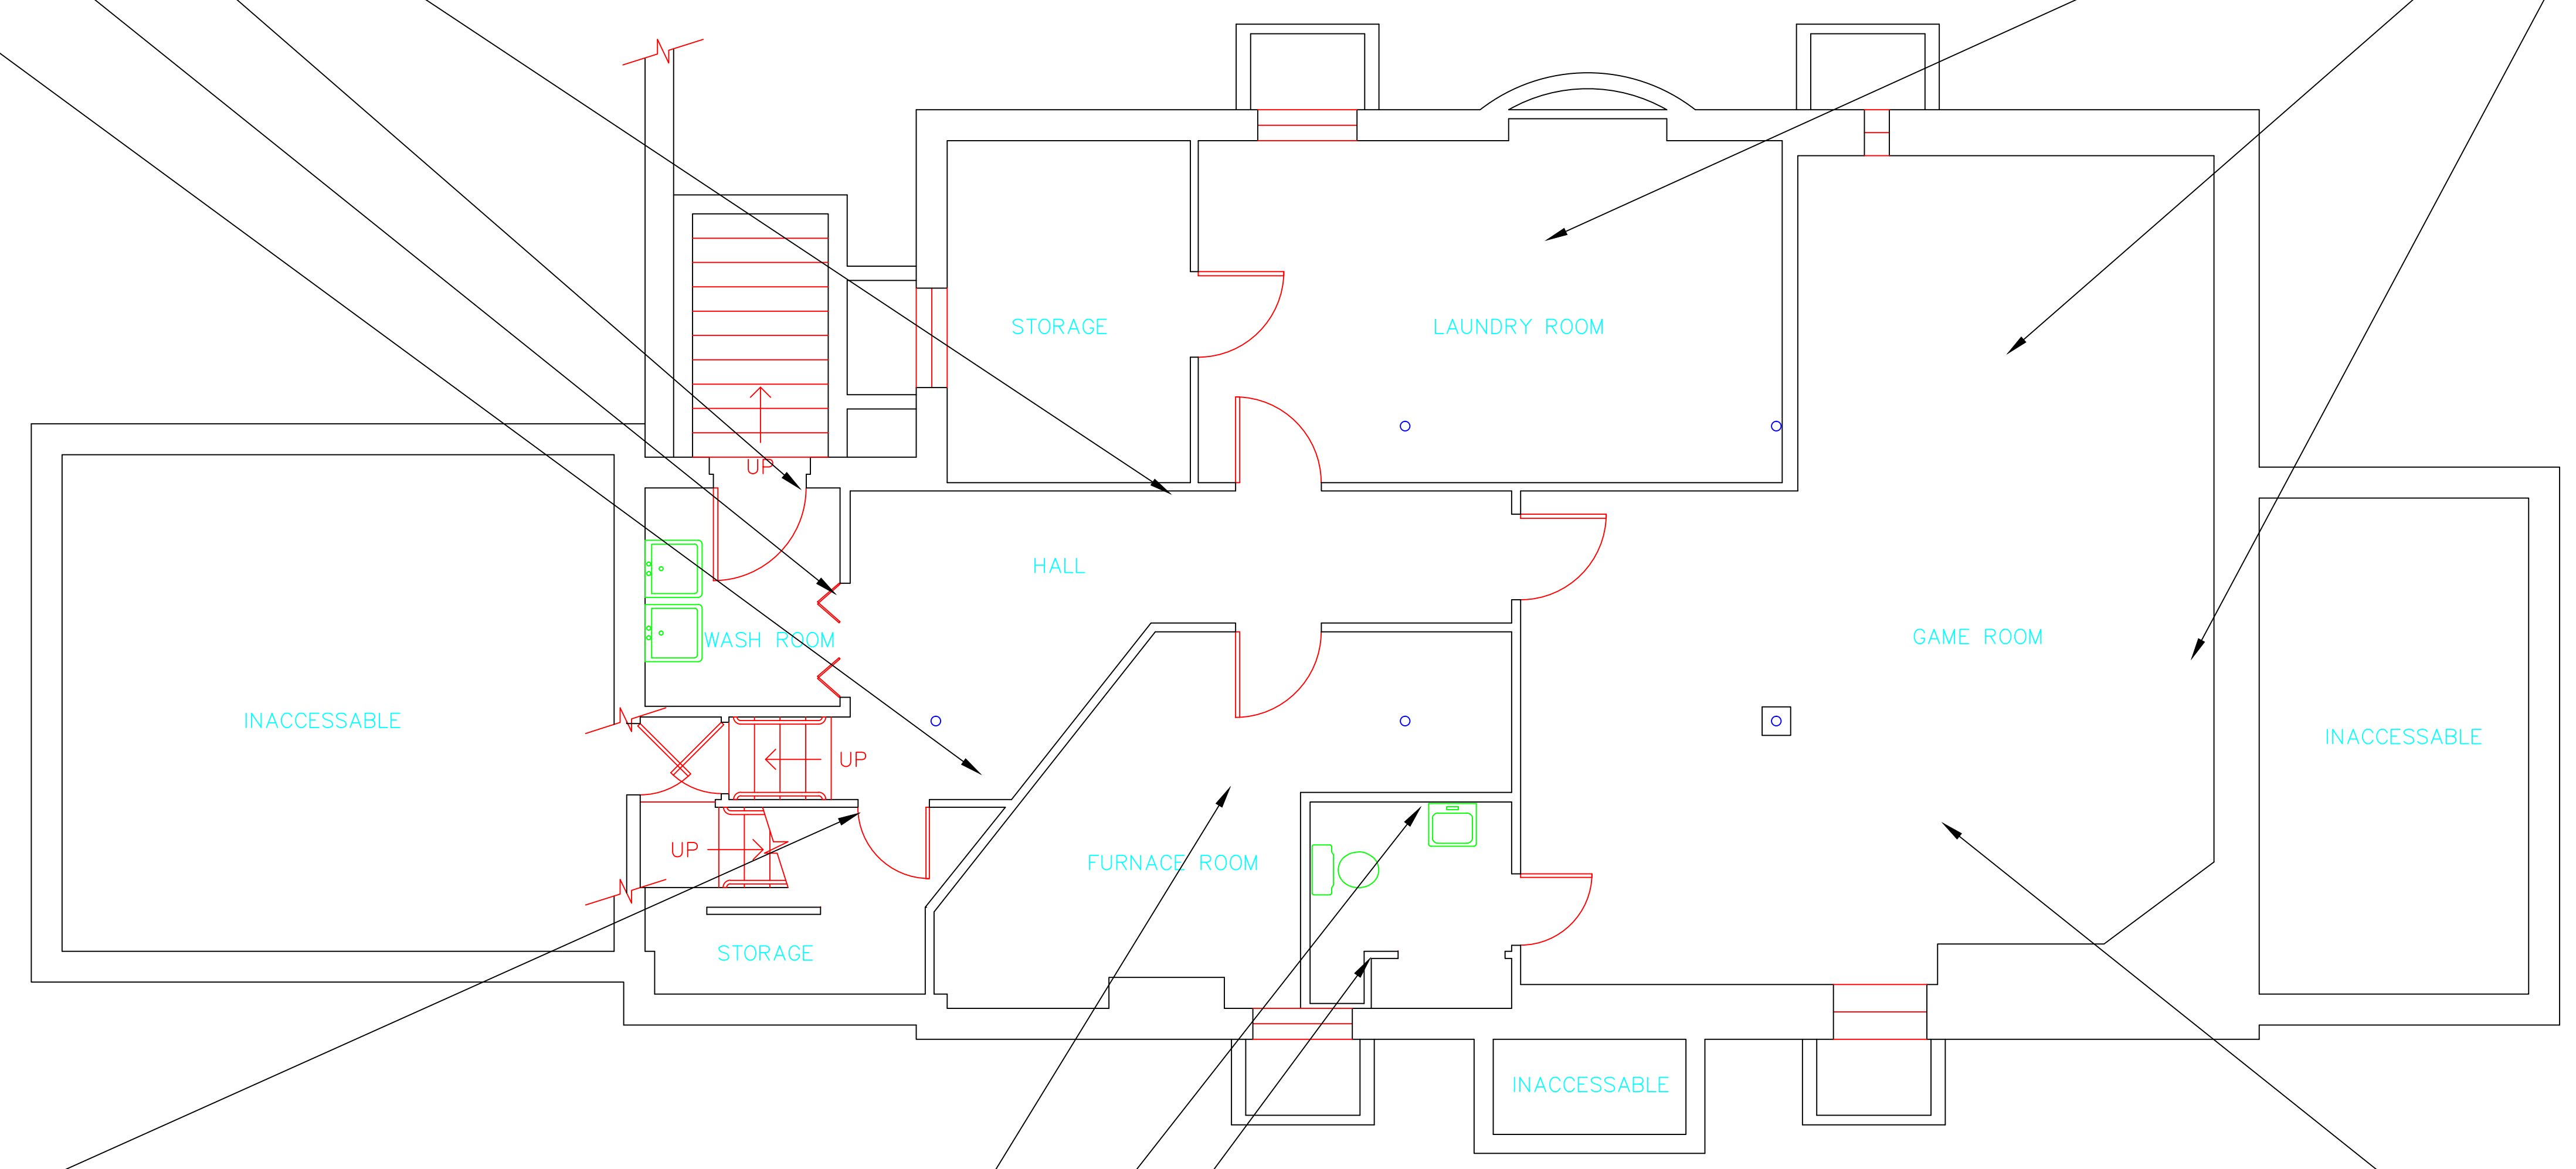 STORAGE
LAUNDRY ROOM
UP
HALL
WASH ROOM
GAME ROOM
INACCESSABLE
INACCESSABLE
UP
UP
FURNACE ROOM
STORAGE
INACCESSABLE